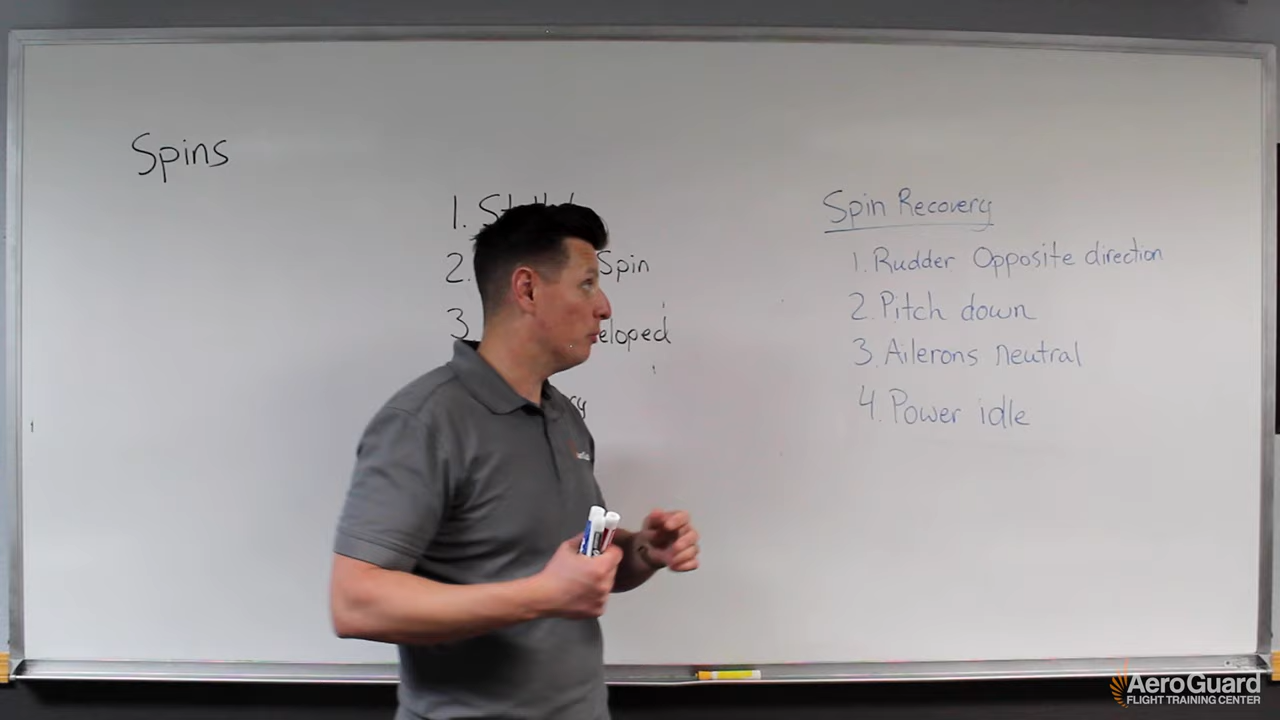 Spins
1.
2. Spin
3
Spin Recovery
1. Rudder Opposite direction
2. Pitch down
3. Ailerons neutral
4. Power idle
AeroGuard
FLIGHT TRAINING CENTER